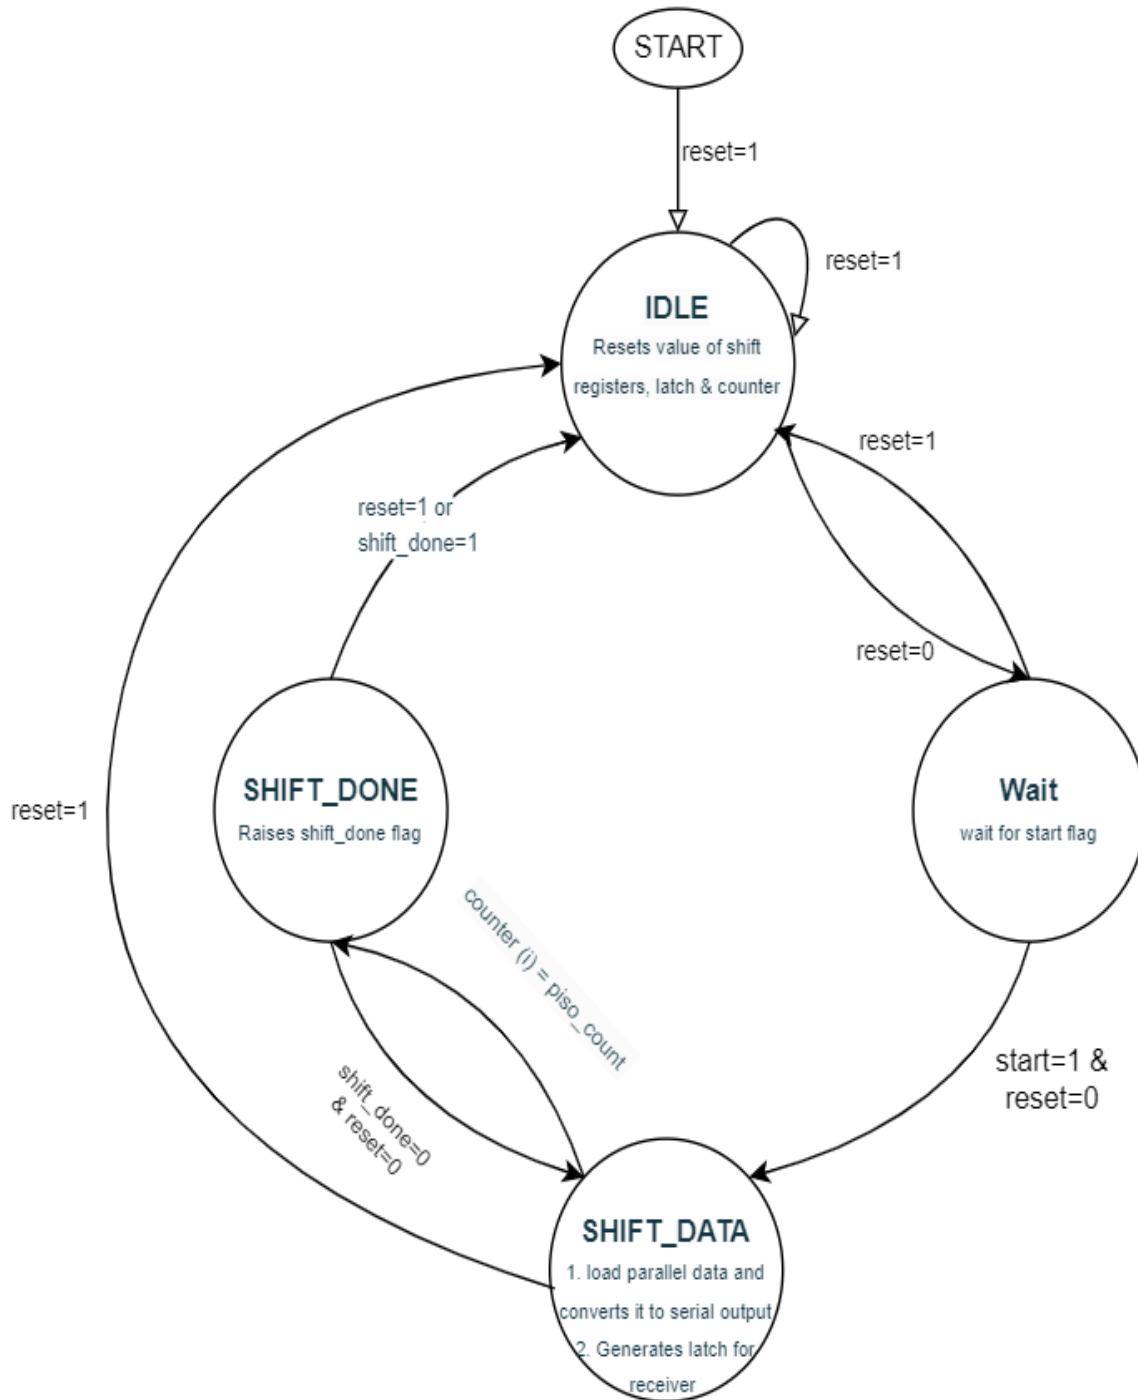 START
reset=1
reset=1
IDLE
Resets value of shift
registers, latch & counter
reset=1
reset=1 or
shift_done=1
reset=0
SHIFT_DONE
Raises shift_done flag
Wait
wait for start flag
reset=1
counter (i) = piso_count
shift_done=0
& reset=0
start=1 &
reset=0
SHIFT_DATA
1. load parallel data and
converts it to serial output
2. Generates latch for
receiver